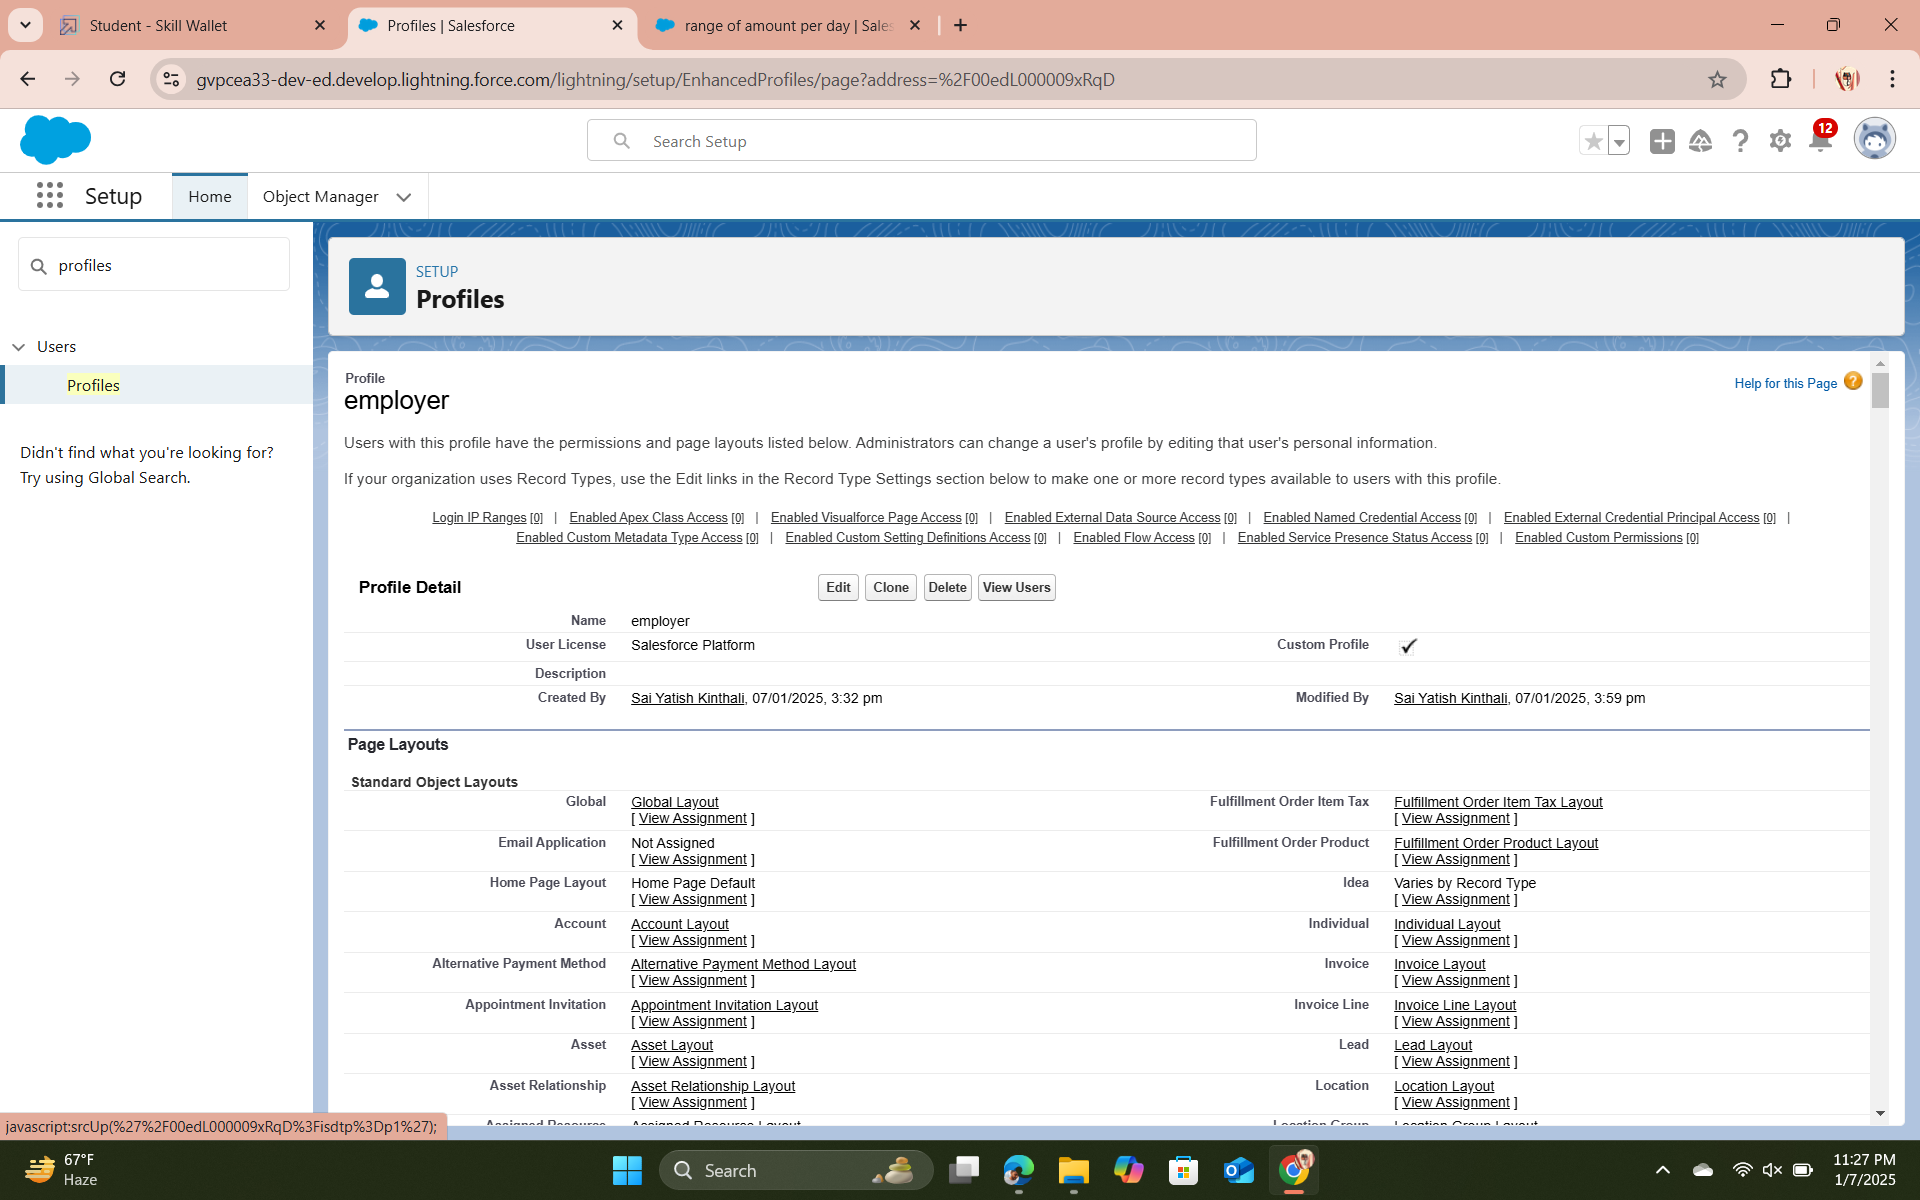 Student - Skill Wallet
Profiles | Salesforce
range of amount per day | Sales
gvpcea33-dev-ed.develop.lightning.force.com/lightning/setup/EnhancedProfiles/page?address=%2F00edL000009xRqD
Search Setup
12
Setup
Home
Object Manager
profiles
Users
Profiles
Didn't find what you're looking for?
Try using Global Search.
SETUP
Profiles
Profile
employer
Help for this Page
Users with this profile have the permissions and page layouts listed below. Administrators can change a user's profile by editing that user's personal information.
If your organization uses Record Types, use the Edit links in the Record Type Settings section below to make one or more record types available to users with this profile.
Login IP Ranges [0] | Enabled Apex Class Access [0] | Enabled Visualforce Page Access [0] | Enabled External Data Source Access [0] | Enabled Named Credential Access [0] | Enabled External Credential Principal Access [0] |
Enabled Custom Metadata Type Access [0] | Enabled Custom Setting Definitions Access [0] | Enabled Flow Access [0] | Enabled Service Presence Status Access [0] | Enabled Custom Permissions [0]
Profile Detail
Edit Clone Delete View Users
Name employer
User License Salesforce Platform Custom Profile
Description
Created By Sai Yatish Kinthali, 07/01/2025, 3:32 pm Modified By Sai Yatish Kinthali, 07/01/2025, 3:59 pm
Page Layouts
Standard Object Layouts
Global Global Layout Fulfillment Order Item Tax Fulfillment Order Item Tax Layout
[ View Assignment ] [ View Assignment ]
Email Application Not Assigned Fulfillment Order Product Fulfillment Order Product Layout
[ View Assignment ] [ View Assignment ]
Home Page Layout Home Page Default Idea Varies by Record Type
[ View Assignment ] [ View Assignment ]
Account Account Layout Individual Individual Layout
[ View Assignment ] [ View Assignment ]
Alternative Payment Method Alternative Payment Method Layout Invoice Invoice Layout
[ View Assignment ] [ View Assignment ]
Appointment Invitation Appointment Invitation Layout Invoice Line Invoice Line Layout
[ View Assignment ] [ View Assignment ]
Asset Asset Layout Lead Lead Layout
[ View Assignment ] [ View Assignment ]
Asset Relationship Asset Relationship Layout Location Location Layout
[ View Assignment ] [ View Assignment ]
Assigned Resource Assigned Resource Layout Location Group Location Group Layout
javascript:srcUp(%27%2F00edL000009xRqD%3Fisdtp%3Dp1%27);
67°F
Haze
Search
11:27 PM
1/7/2025